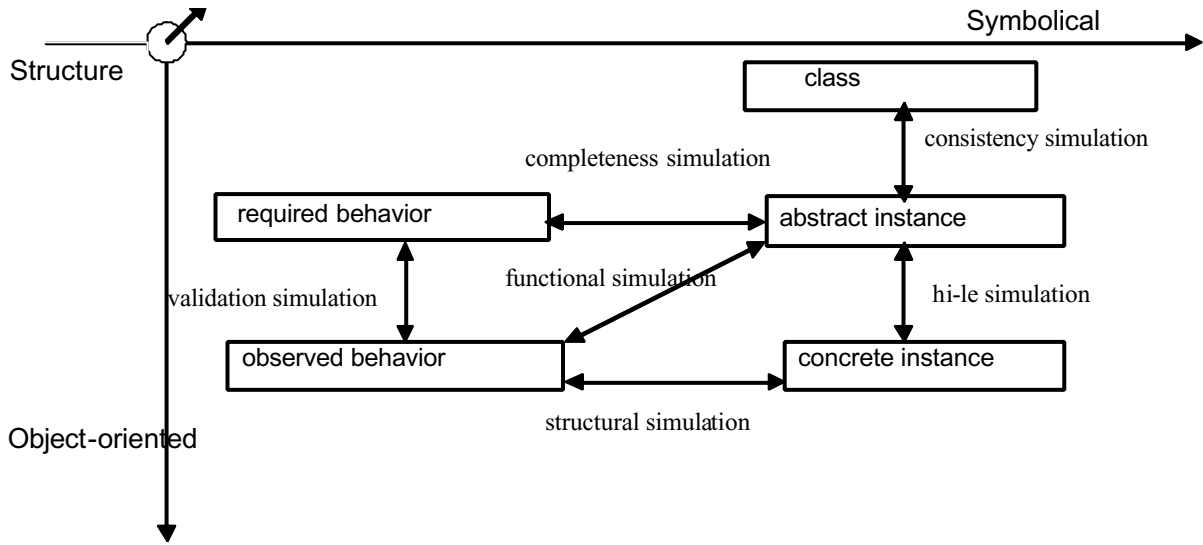 Symbolical
Structure
class
consistency simulation
completeness simulation
required behavior
abstract instance
functional simulation
validation simulation
hi-le simulation
observed behavior
concrete instance
structural simulation
Object-oriented